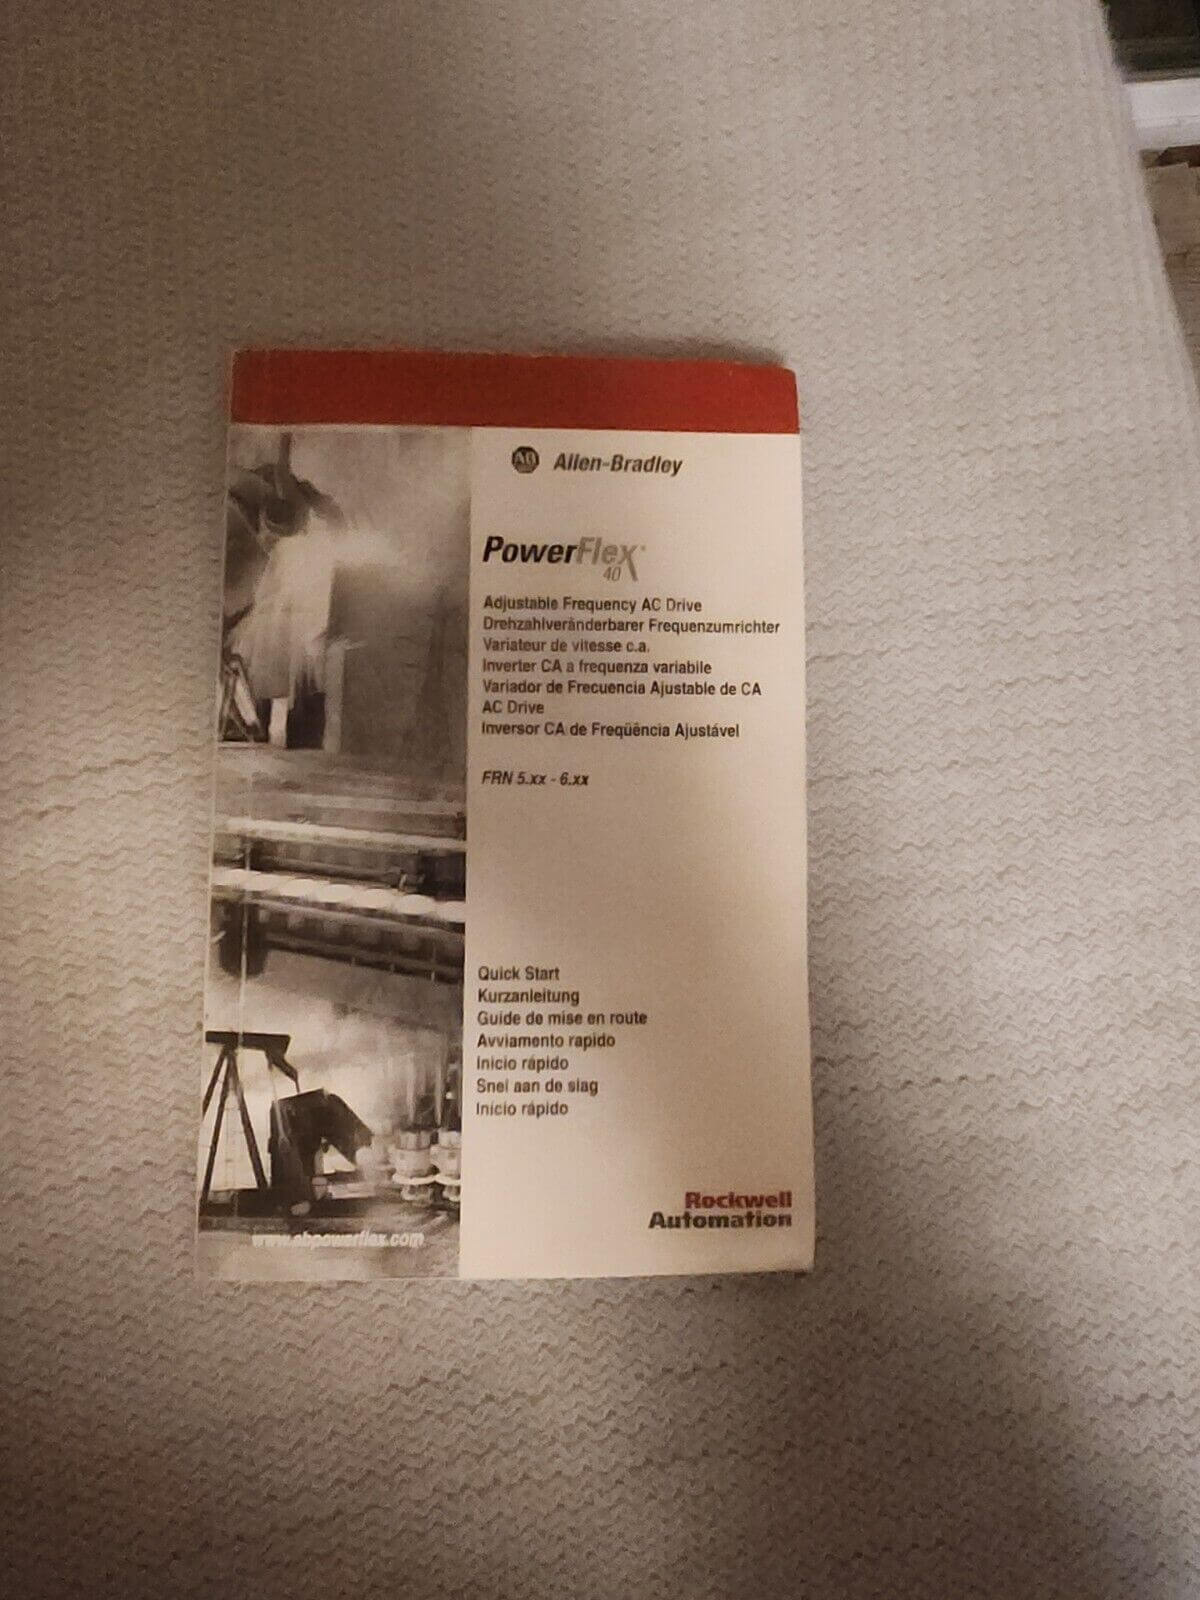 AB Allen-Bradley
PowerFlex®
40
Adjustable Frequency AC Drive
Drehzahlveränderbarer Frequenzumrichter
Variateur de vitesse c.a.
Inverter CA a frequenza variabile
Variador de Frecuencia Ajustable de CA
AC Drive
Inversor CA de Freqüência Ajustável
FRN 5.xx - 6.xx
Quick Start
Kurzanleitung
Guide de mise en route
Avviamento rapido
Inicio rápido
Snel aan de slag
Início rápido
www.abpowerflex.com
Rockwell
Automation